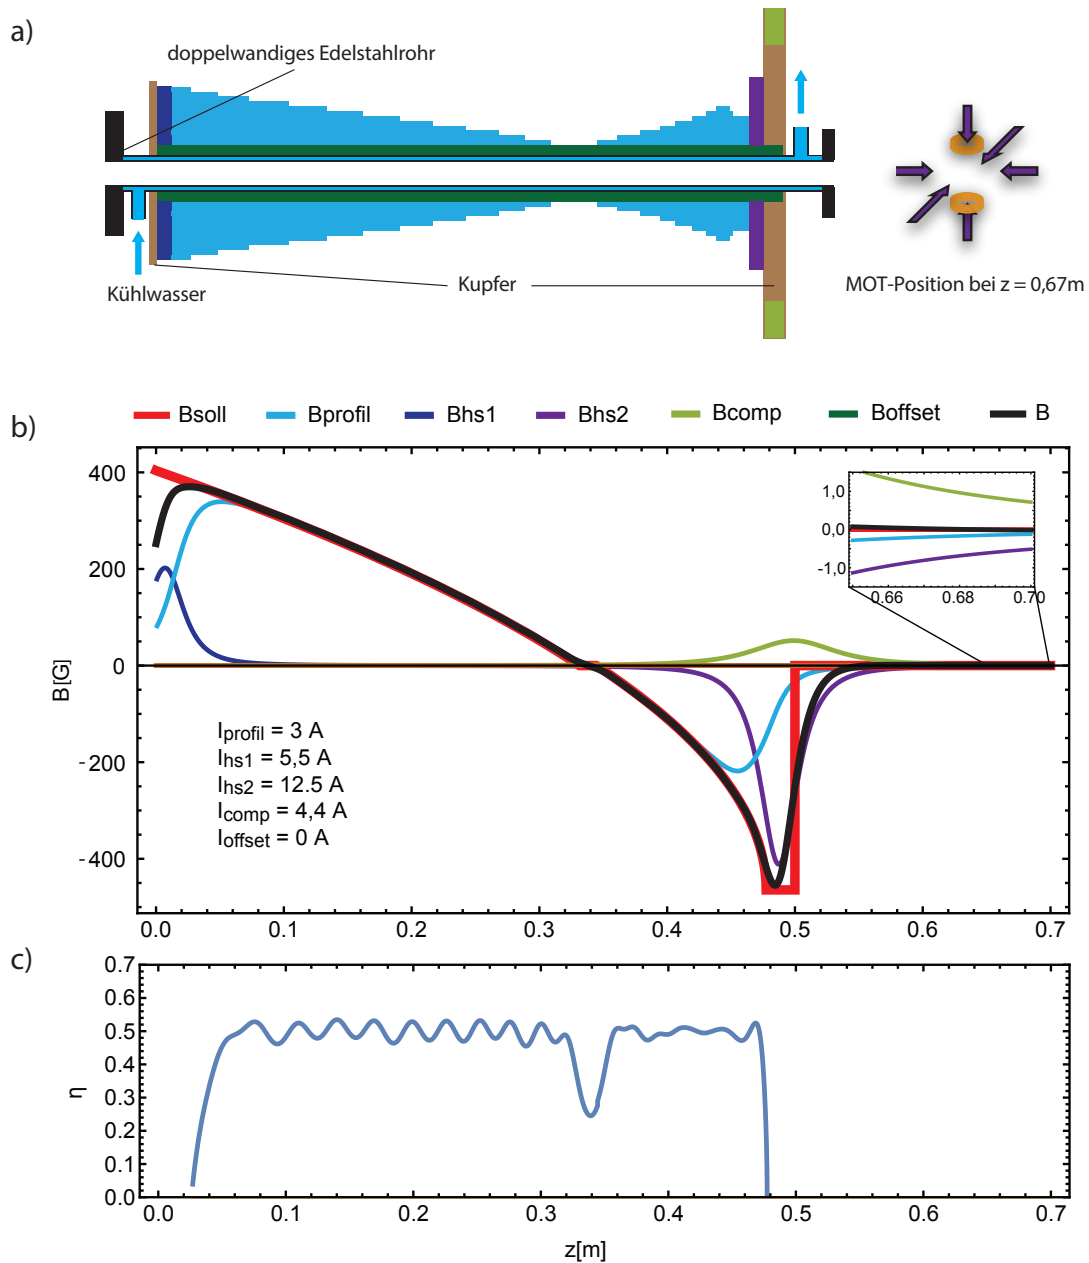 a)
doppelwandiges Edelstahlrohr
Kühlwasser
Kupfer
MOT-Position bei z = 0,67m
Bsoll Bprofil Bhs1 Bhs2 Bcomp Boffset B
b)
400
200
0
-200
-400
B[G]
1,0
0,0
-1,0
0.66 0.68 0.70
Iprofil = 3 A
Ihs1 = 5,5 A
Ihs2 = 12.5 A
Icomp = 4,4 A
Ioffset = 0 A
0.0 0.1 0.2 0.3 0.4 0.5 0.6 0.7
c)
0.7
0.6
0.5
0.4
0.3
0.2
0.1
0.0
η
0.0 0.1 0.2 0.3 0.4 0.5 0.6 0.7
z[m]